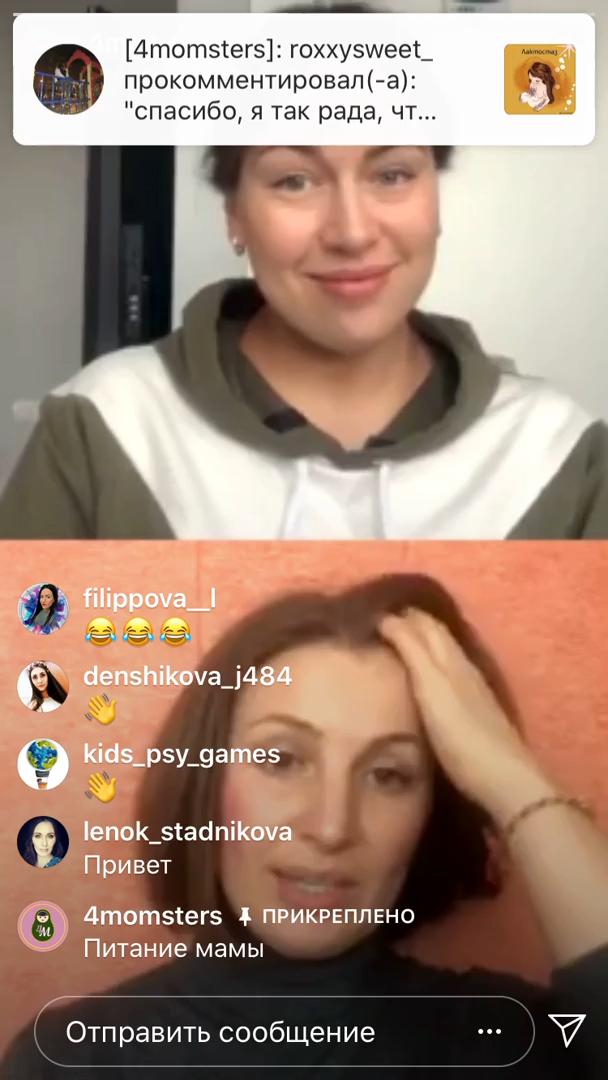 [4momsters]: roxxysweet_
прокомментировал(-а):
"спасибо, я так рада, чт...
Лактостаз
filippova__l
😂😂😂
denshikova_j484
👋
kids_psy_games
👋
lenok_stadnikova
Привет
4momsters ПРИКРЕПЛЕНО
Питание мамы
Отправить сообщение